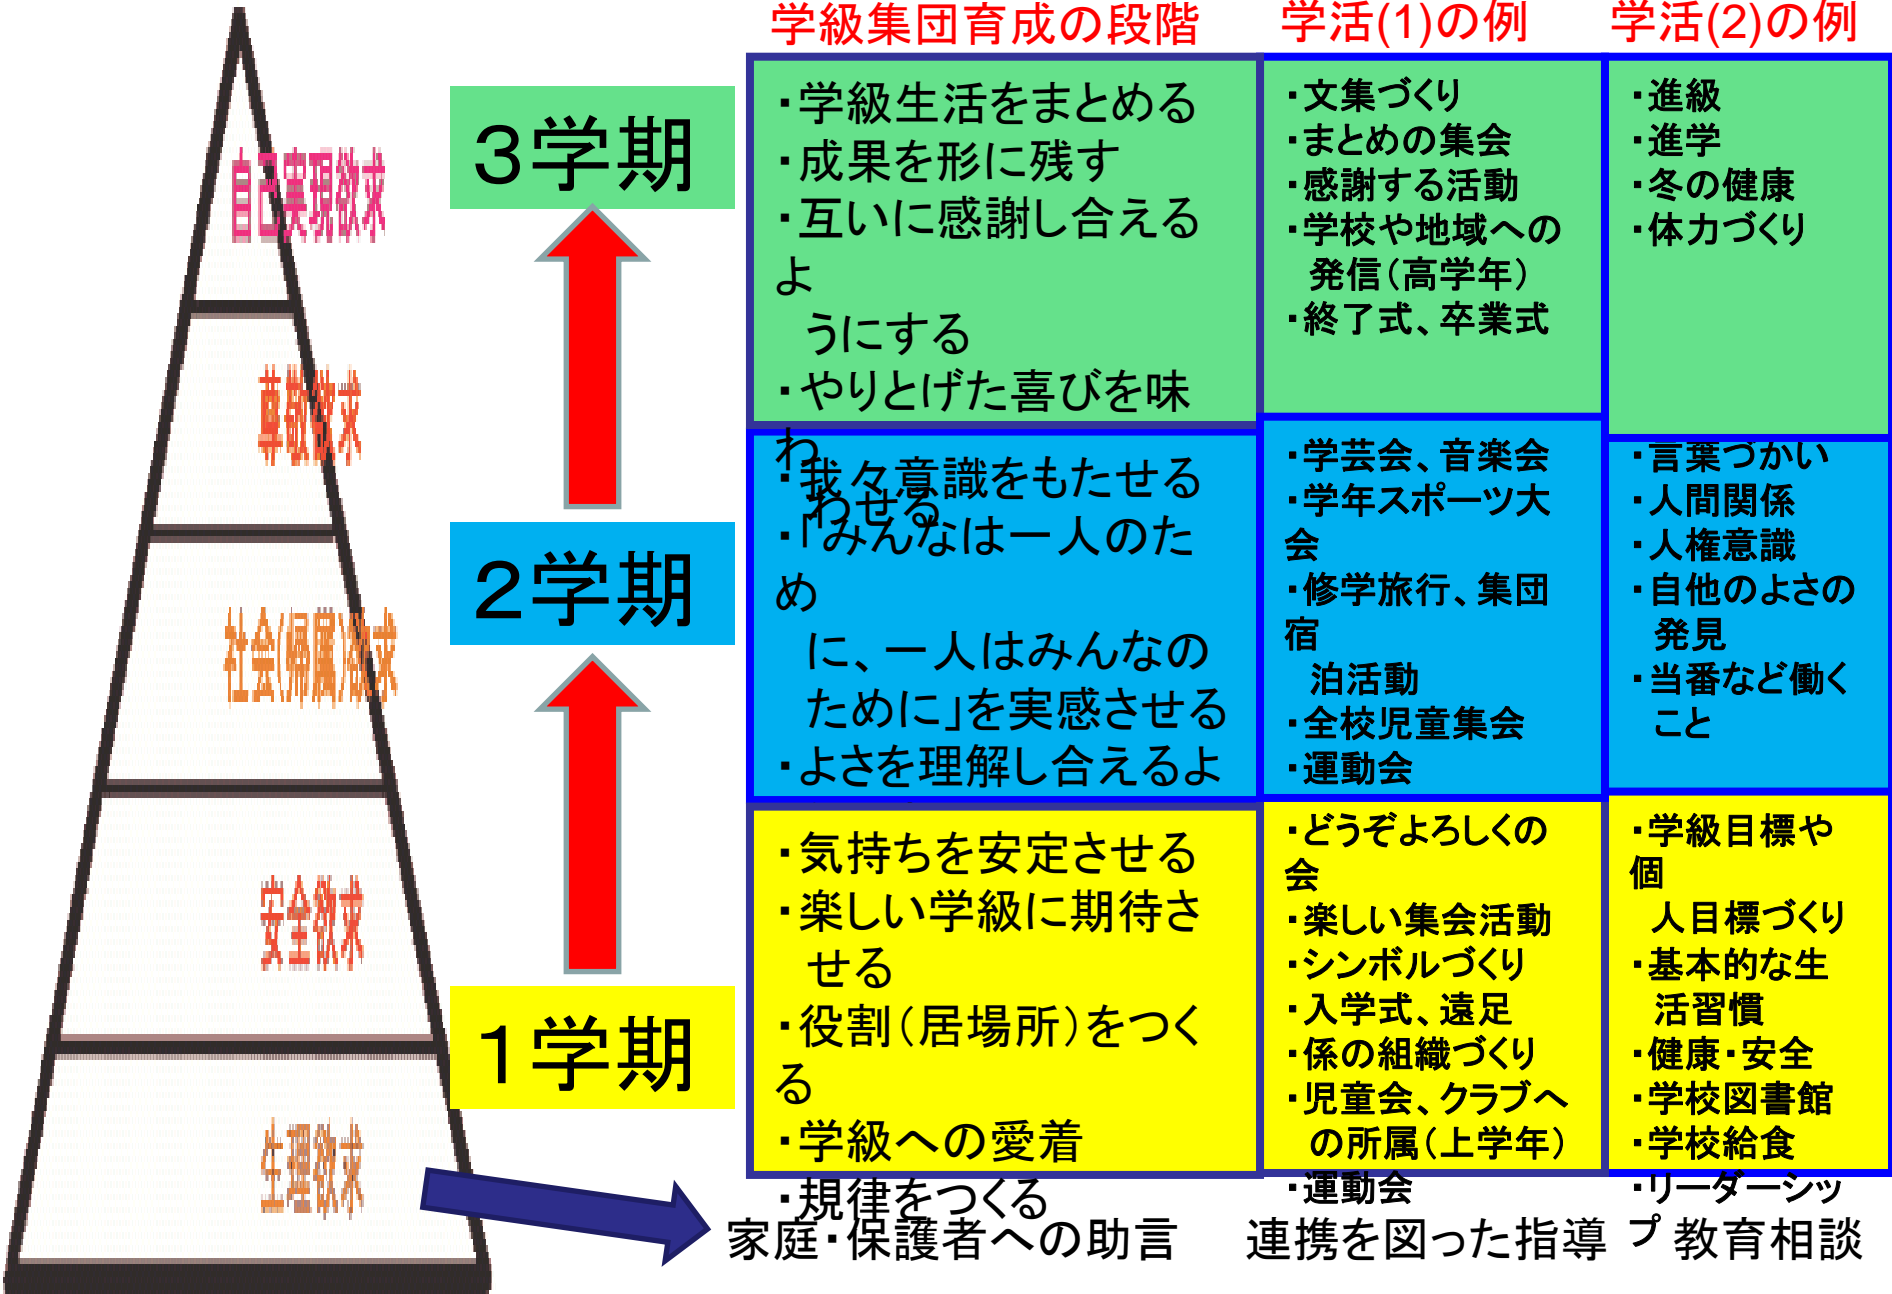 学級集団育成の段階
学活(1)の例
学活(2)の例
自己実現欲求
尊敬欲求
社会(帰属)欲求
安全欲求
生理欲求
3学期
2学期
1学期
・学級生活をまとめる
・成果を形に残す
・互いに感謝し合える
よ
うにする
・やりとげた喜びを味
わ
わせる
・文集づくり
・まとめの集会
・感謝する活動
・学校や地域への
発信(高学年)
・終了式、卒業式
・進級
・進学
・冬の健康
・体力づくり
・我々意識をもたせる
・「みんなは一人のた
め
に、一人はみんなの
ために」を実感させる
・よさを理解し合えるよ
・学芸会、音楽会
・学年スポーツ大
会
・修学旅行、集団
宿
泊活動
・全校児童集会
・運動会
・言葉づかい
・人間関係
・人権意識
・自他のよさの
発見
・当番など働く
こと
・気持ちを安定させる
・楽しい学級に期待さ
せる
・役割(居場所)をつく
る
・学級への愛着
・規律をつくる
・どうぞよろしくの
会
・楽しい集会活動
・シンボルづくり
・入学式、遠足
・係の組織づくり
・児童会、クラブへ
の所属(上学年)
・運動会
・学級目標や
個
人目標づくり
・基本的な生
活習慣
・健康・安全
・学校図書館
・学校給食
・リーダーシッ
プ
家庭・保護者への助言
連携を図った指導
教育相談